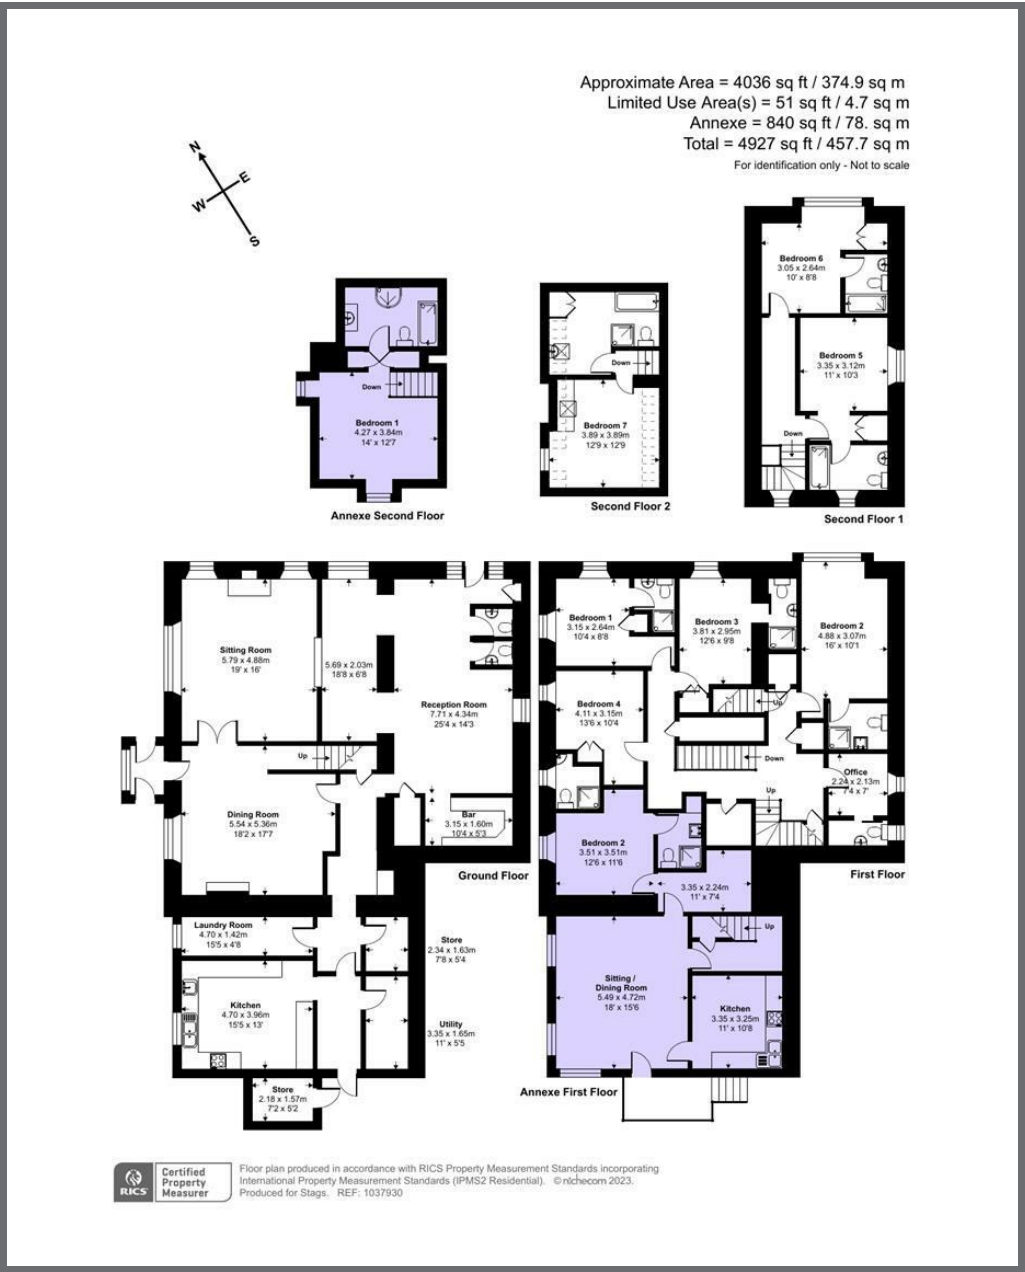 Approximate Area = 4036 sq ft / 374.9 sq m
Limited Use Area(s) = 51 sq ft / 4.7 sq m
Annexe = 840 sq ft / 78. sq m
Total = 4927 sq ft / 457.7 sq m
For identification only - Not to scale
N
E
W
S
Bedroom 6
3.05 x 2.64m
10' x 8'8
Bedroom 5
3.35 x 3.12m
11' x 10'3
Down
Second Floor 1
Down
Bedroom 7
3.89 x 3.89m
12'9 x 12'9
Second Floor 2
Down
Bedroom 1
4.27 x 3.84m
14' x 12'7
Annexe Second Floor
Sitting Room
5.79 x 4.88m
19' x 16'
5.69 x 2.03m
18'8 x 6'8
Reception Room
7.71 x 4.34m
25'4 x 14'3
Up
Dining Room
5.54 x 5.36m
18'2 x 17'7
Bar
3.15 x 1.60m
10'4 x 5'3
Ground Floor
Laundry Room
4.70 x 1.42m
15'5 x 4'8
Store
2.34 x 1.63m
7'8 x 5'4
Kitchen
4.70 x 3.96m
15'5 x 13'
Utility
3.35 x 1.65m
11' x 5'5
Store
2.18 x 1.57m
7'2 x 5'2
Bedroom 1
3.15 x 2.64m
10'4 x 8'8
Bedroom 3
3.81 x 2.95m
12'6 x 9'8
Bedroom 2
4.88 x 3.07m
16' x 10'1
Bedroom 4
4.11 x 3.15m
13'6 x 10'4
Up
Down
Office
2.24 x 2.13m
7'4 x 7'
Up
First Floor
Bedroom 2
3.51 x 3.51m
12'6 x 11'6
3.35 x 2.24m
11' x 7'4
Up
Sitting /
Dining Room
5.49 x 4.72m
18' x 15'6
Kitchen
3.35 x 3.25m
11' x 10'8
Annexe First Floor
RICS
Certified
Property
Measurer
Floor plan produced in accordance with RICS Property Measurement Standards incorporating
International Property Measurement Standards (IPMS2 Residential). © nichecom 2023.
Produced for Stags. REF: 1037930